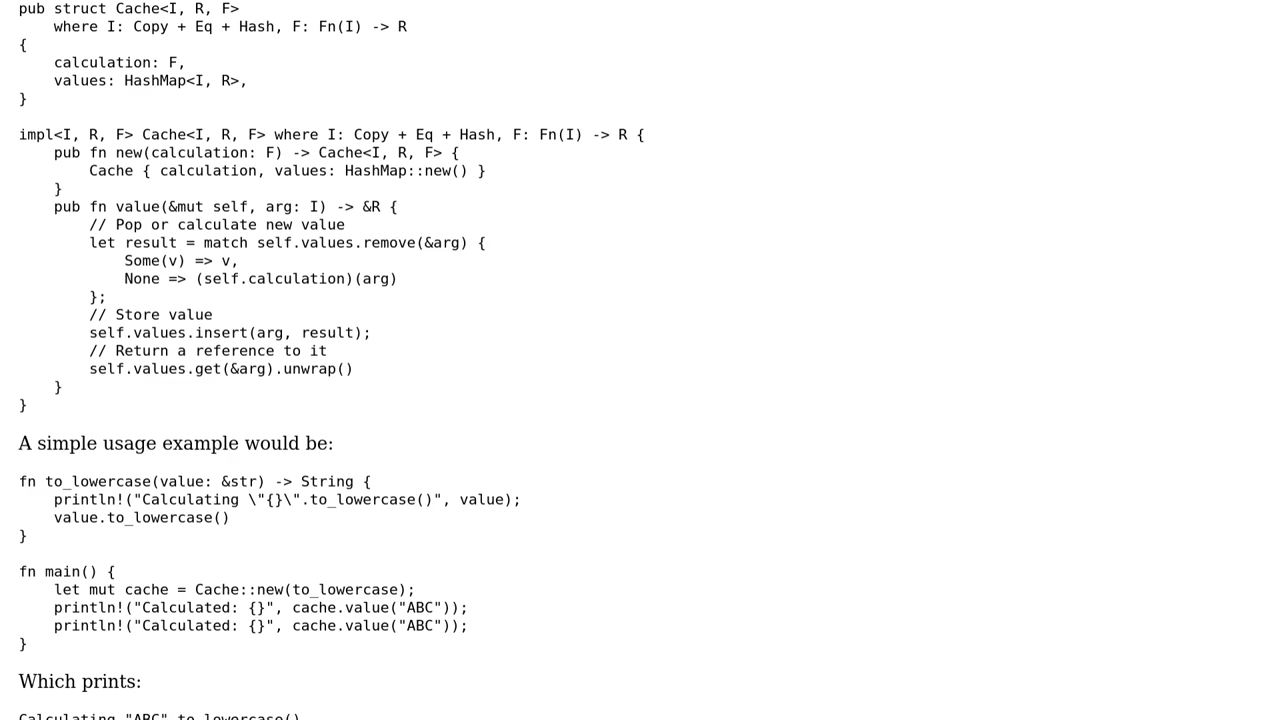 pub struct Cache<I, R, F>
    where I: Copy + Eq + Hash, F: Fn(I) -> R
{
    calculation: F,
    values: HashMap<I, R>,
}

impl<I, R, F> Cache<I, R, F> where I: Copy + Eq + Hash, F: Fn(I) -> R {
    pub fn new(calculation: F) -> Cache<I, R, F> {
        Cache { calculation, values: HashMap::new() }
    }
    pub fn value(&mut self, arg: I) -> &R {
        // Pop or calculate new value
        let result = match self.values.remove(&arg) {
            Some(v) => v,
            None => (self.calculation)(arg)
        };
        // Store value
        self.values.insert(arg, result);
        // Return a reference to it
        self.values.get(&arg).unwrap()
    }
}

A simple usage example would be:

fn to_lowercase(value: &str) -> String {
    println!("Calculating \"{}\".to_lowercase()", value);
    value.to_lowercase()
}

fn main() {
    let mut cache = Cache::new(to_lowercase);
    println!("Calculated: {}", cache.value("ABC"));
    println!("Calculated: {}", cache.value("ABC"));
}

Which prints:

Calculating "ABC".to_lowercase()